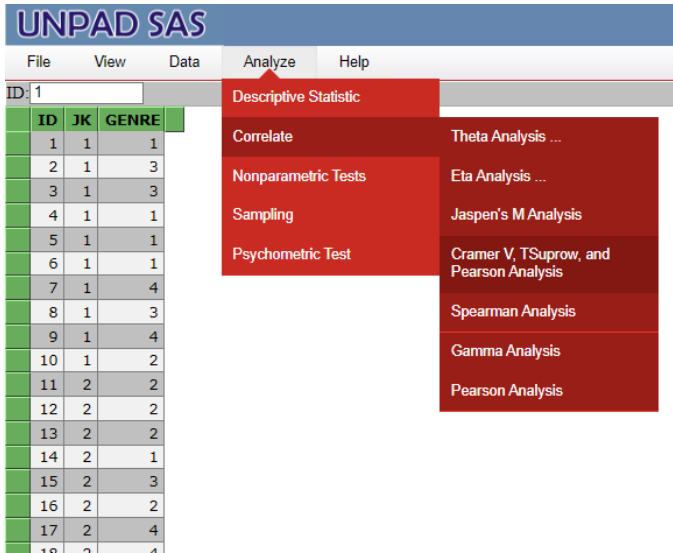 UNPAD SAS
File View Data Analyze Help
ID: 1
Descriptive Statistic
Correlate
Nonparametric Tests
Sampling
Psychometric Test
Theta Analysis ...
Eta Analysis ...
Jaspen's M Analysis
Cramer V, TSuprow, and
Pearson Analysis
Spearman Analysis
Gamma Analysis
Pearson Analysis
ID JK GENRE
1 1 1
2 1 3
3 1 3
4 1 1
5 1 1
6 1 1
7 1 4
8 1 3
9 1 4
10 1 2
11 2 2
12 2 2
13 2 2
14 2 1
15 2 3
16 2 2
17 2 4
18 2 4